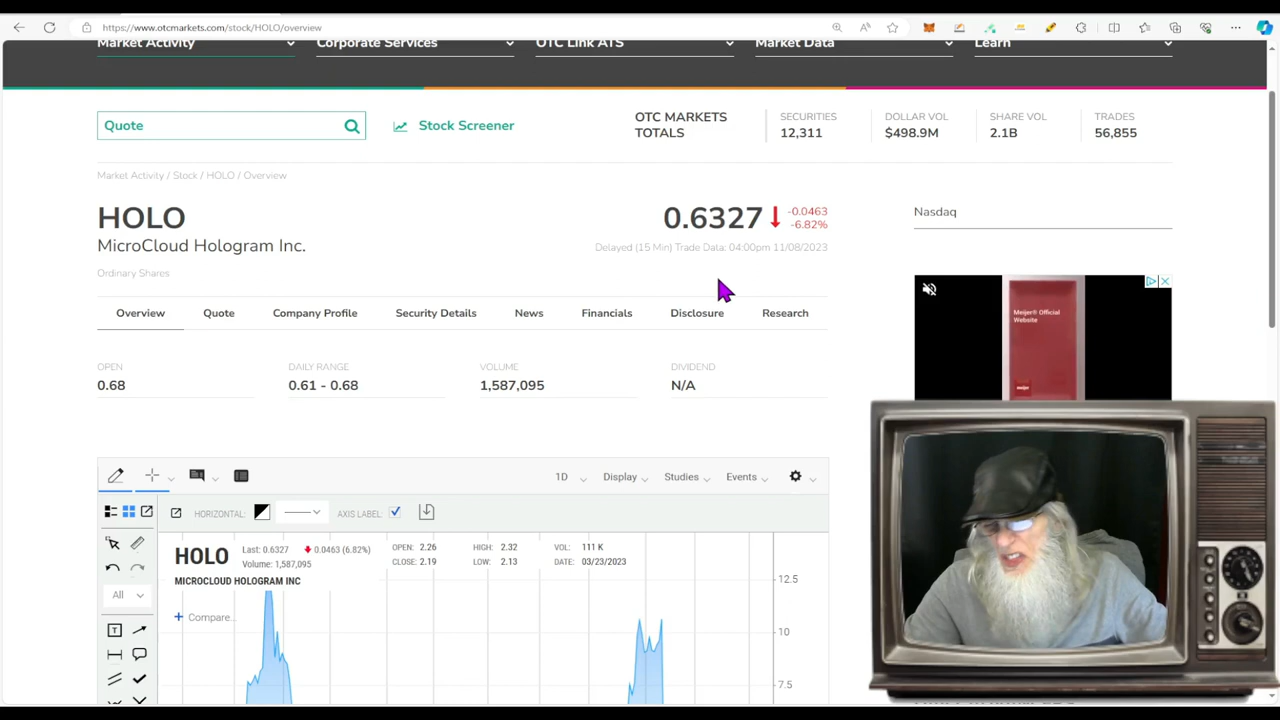 https://www.otcmarkets.com/stock/HOLO/overview
Market Activity Corporate Services OTC Link ATS Market Data Learn
Quote
Stock Screener
OTC MARKETS TOTALS
SECURITIES
12,311
DOLLAR VOL
$498.9M
SHARE VOL
2.1B
TRADES
56,855
Market Activity / Stock / HOLO / Overview
HOLO
MicroCloud Hologram Inc.
Ordinary Shares
0.6327
-0.0463
-6.82%
Delayed (15 Min) Trade Data: 04:00pm 11/08/2023
Nasdaq
Overview Quote Company Profile Security Details News Financials Disclosure Research
Meijer® Official
Website
meijer
OPEN
0.68
DAILY RANGE
0.61 - 0.68
VOLUME
1,587,095
DIVIDEND
N/A
1D Display Studies Events
HORIZONTAL: AXIS LABEL:
HOLO
Last: 0.6327 0.0463 (6.82%)
Volume: 1,587,095
OPEN: 2.26 HIGH: 2.32 VOL: 111 K
CLOSE: 2.19 LOW: 2.13 DATE: 03/23/2023
MICROCLOUD HOLOGRAM INC
12.5
All
+ Compare..
10
T
7.5